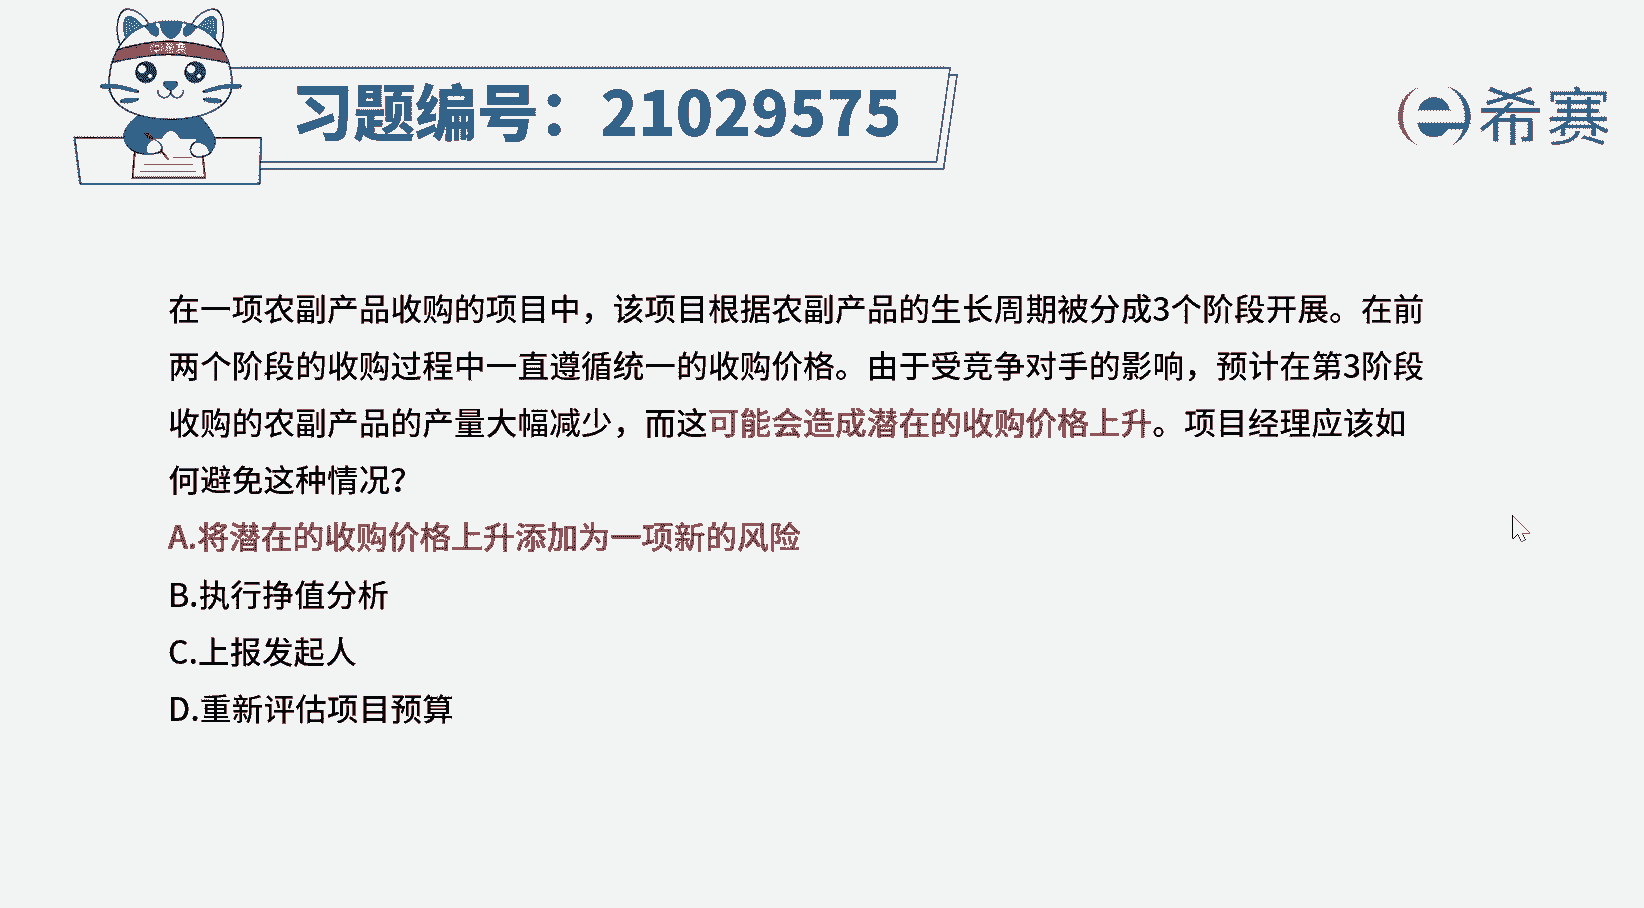 习题编号：21029575
希赛
在一项农副产品收购的项目中，该项目根据农副产品的生长周期被分成3个阶段开展。在前
两个阶段的收购过程中一直遵循统一的收购价格。由于受竞争对手的影响，预计在第3阶段
收购的农副产品的产量大幅减少，而这可能会造成潜在的收购价格上升。项目经理应该如
何避免这种情况？
A.将潜在的收购价格上升添加为一项新的风险
B.执行挣值分析
C.上报发起人
D.重新评估项目预算